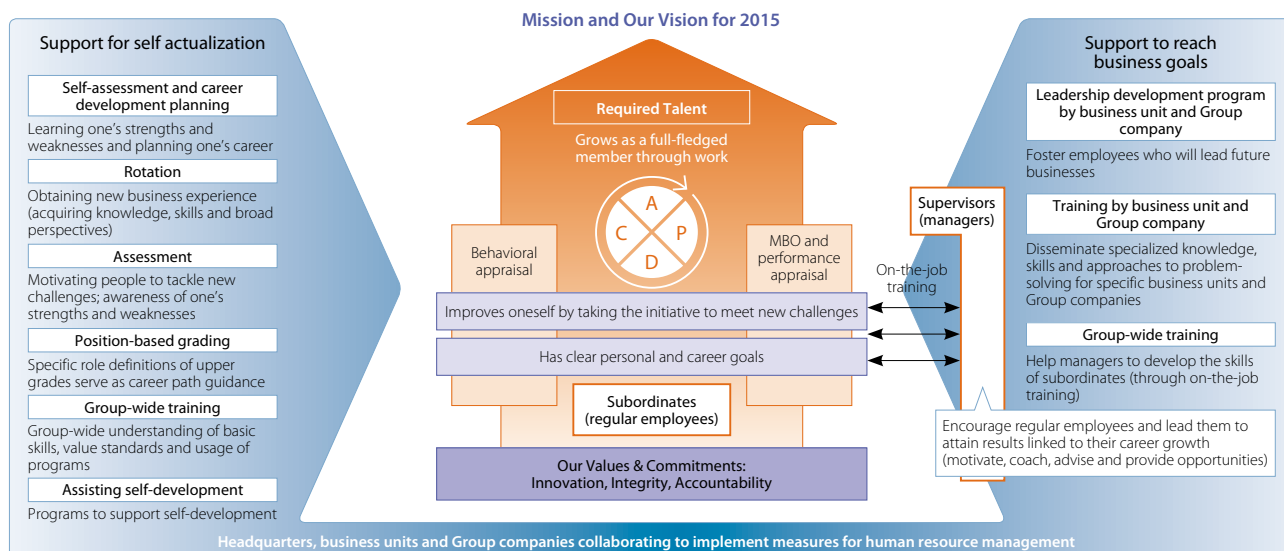 Mission and Our Vision for 2015
Support for self actualization
Self-assessment and career
development planning
Learning one's strengths and
weaknesses and planning one's career
Rotation
Obtaining new business experience
(acquiring knowledge, skills and broad
perspectives)
Assessment
Motivating people to tackle new
challenges; awareness of one's
strengths and weaknesses
Position-based grading
Specific role definitions of upper
grades serve as career path guidance
Group-wide training
Group-wide understanding of basic
skills, value standards and usage of
programs
Assisting self-development
Programs to support self-development
Required Talent
Grows as a full-fledged
member through work
A
C
P
D
Behavioral
appraisal
MBO and
performance
appraisal
Improves oneself by taking the initiative to meet new challenges
Has clear personal and career goals
Subordinates
(regular employees)
Our Values & Commitments:
Innovation, Integrity, Accountability
On-the-job
training
Supervisors
(managers)
Support to reach
business goals
Leadership development program
by business unit and Group
company
Foster employees who will lead future
businesses
Training by business unit and
Group company
Disseminate specialized knowledge,
skills and approaches to problem-
solving for specific business units and
Group companies
Group-wide training
Help managers to develop the skills
of subordinates (through on-the-job
training)
Encourage regular employees and lead them to
attain results linked to their career growth
(motivate, coach, advise and provide opportunities)
Headquarters, business units and Group companies collaborating to implement measures for human resource management